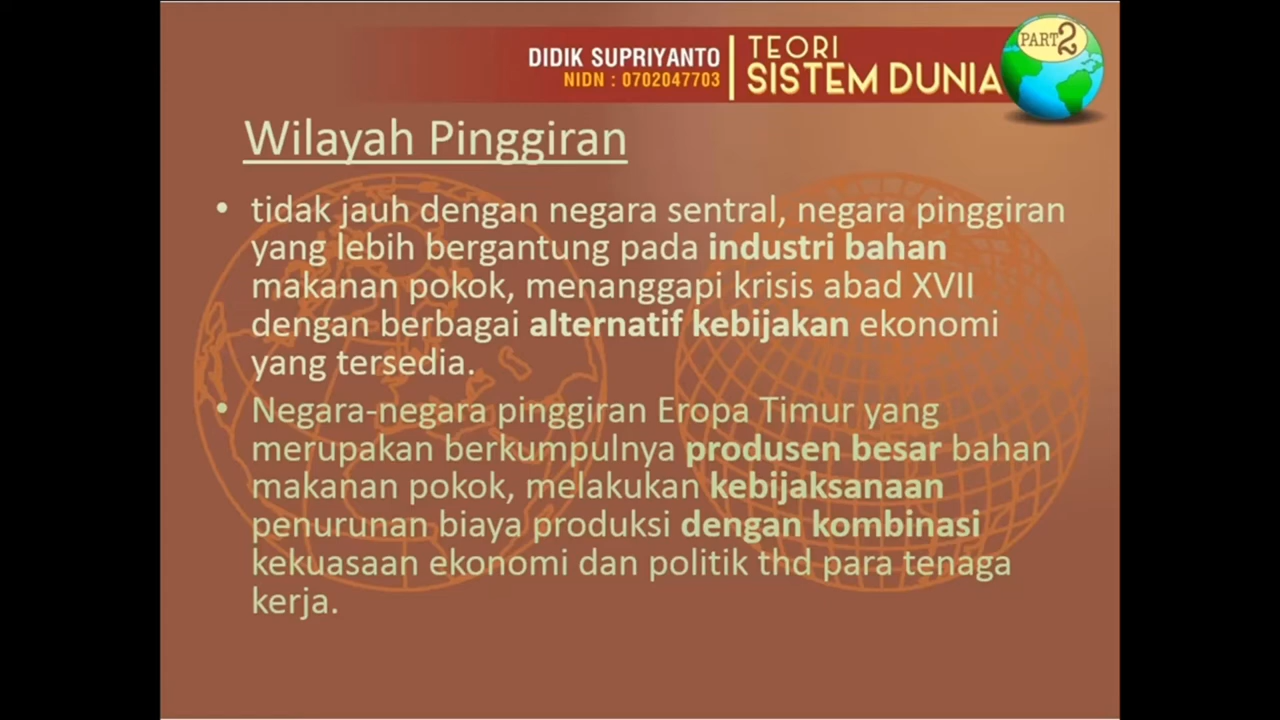 DIDIK SUPRIYANTO
NIDN : 0702047703
TEORI
SISTEM DUNIA
PART 2
Wilayah Pinggiran
• tidak jauh dengan negara sentral, negara pinggiran
yang lebih bergantung pada industri bahan
makanan pokok, menanggapi krisis abad XVII
dengan berbagai alternatif kebijakan ekonomi
yang tersedia.
• Negara-negara pinggiran Eropa Timur yang
merupakan berkumpulnya produsen besar bahan
makanan pokok, melakukan kebijaksanaan
penurunan biaya produksi dengan kombinasi
kekuasaan ekonomi dan politik thd para tenaga
kerja.